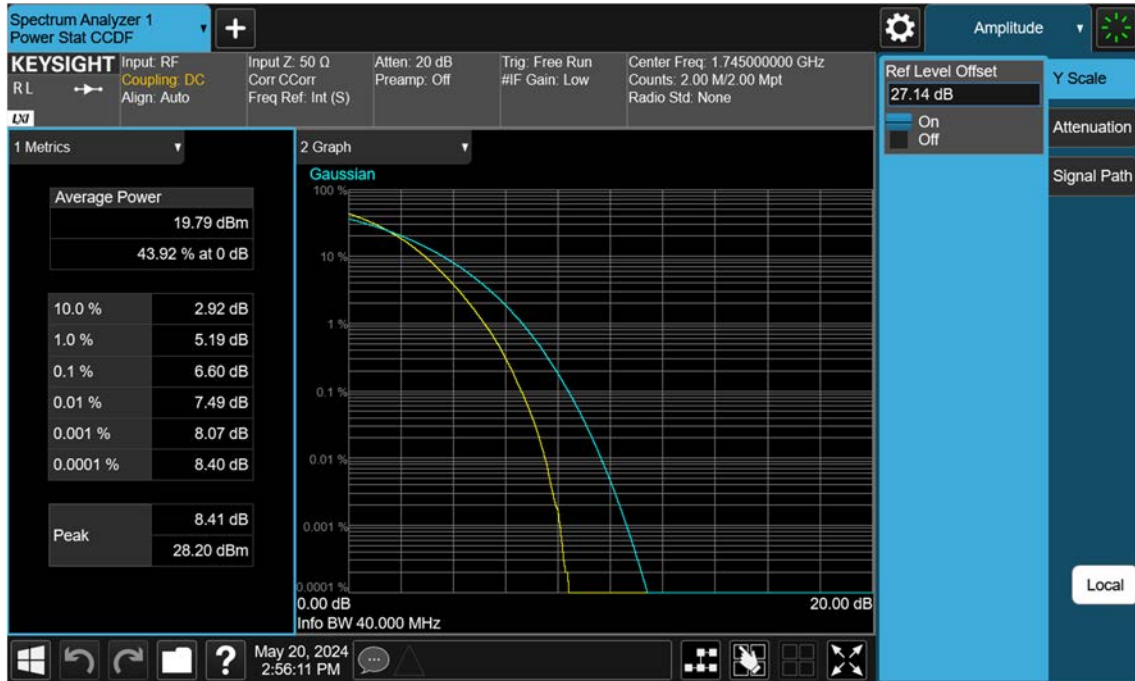 Spectrum Analyzer 1
Power Stat CCDF
Amplitude
KEYSIGHT
R L
LXI
Input: RF
Coupling: DC
Align: Auto
Input Z: 50 Ω
Corr CCorr
Freq Ref: Int (S)
Atten: 20 dB
Preamp: Off
Trig: Free Run
#IF Gain: Low
Center Freq: 1.745000000 GHz
Counts: 2.00 M/2.00 Mpt
Radio Std: None
Ref Level Offset
27.14 dB
On
Off
Y Scale
Attenuation
Signal Path
1 Metrics
Average Power
19.79 dBm
43.92 % at 0 dB
10.0 % 2.92 dB
1.0 % 5.19 dB
0.1 % 6.60 dB
0.01 % 7.49 dB
0.001 % 8.07 dB
0.0001 % 8.40 dB
Peak
8.41 dB
28.20 dBm
2 Graph
Gaussian
100 %
10 %
1 %
0.1 %
0.01 %
0.001 %
0.0001 %
0.00 dB 20.00 dB
Info BW 40.000 MHz
Local
?
May 20, 2024
2:56:11 PM